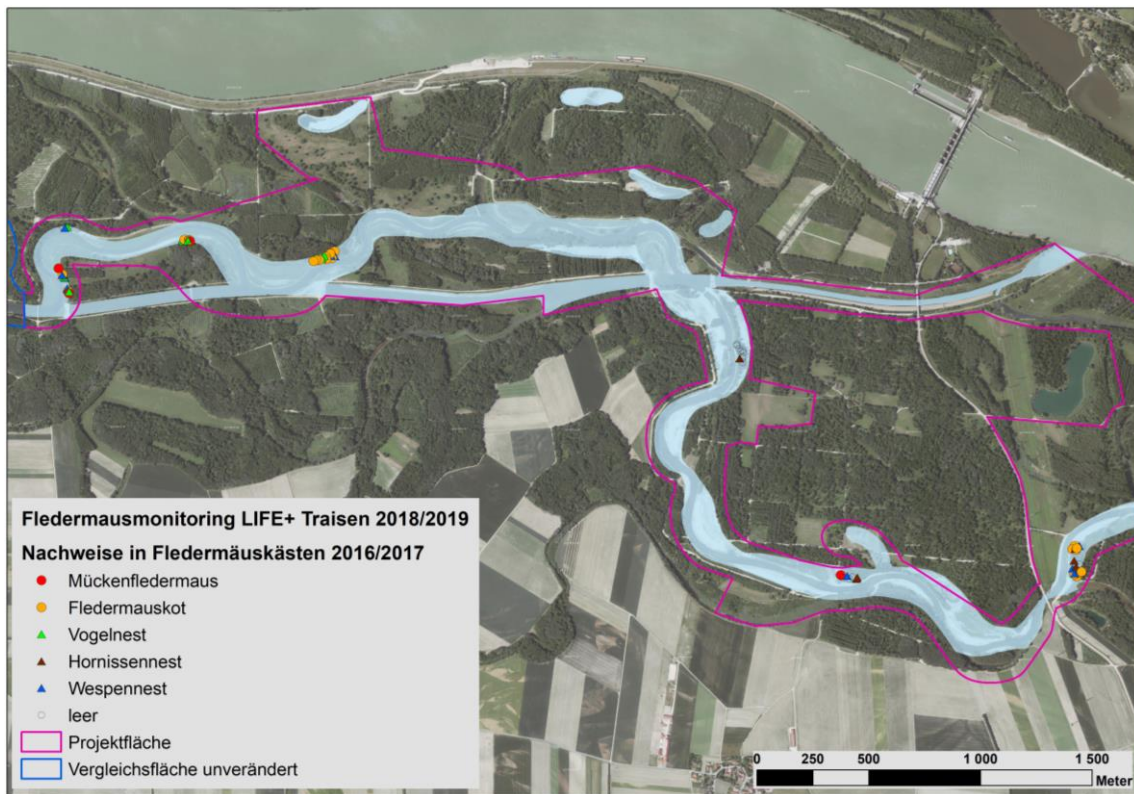 Fledermausmonitoring LIFE+ Traisen 2018/2019
Nachweise in Fledermäuskästen 2016/2017
Mückenfledermaus
Fledermauskot
Vogelnest
Hornissennest
Wespennest
leer
Projektfläche
Vergleichsfläche unverändert
0 250 500 1 000 1 500
Meter